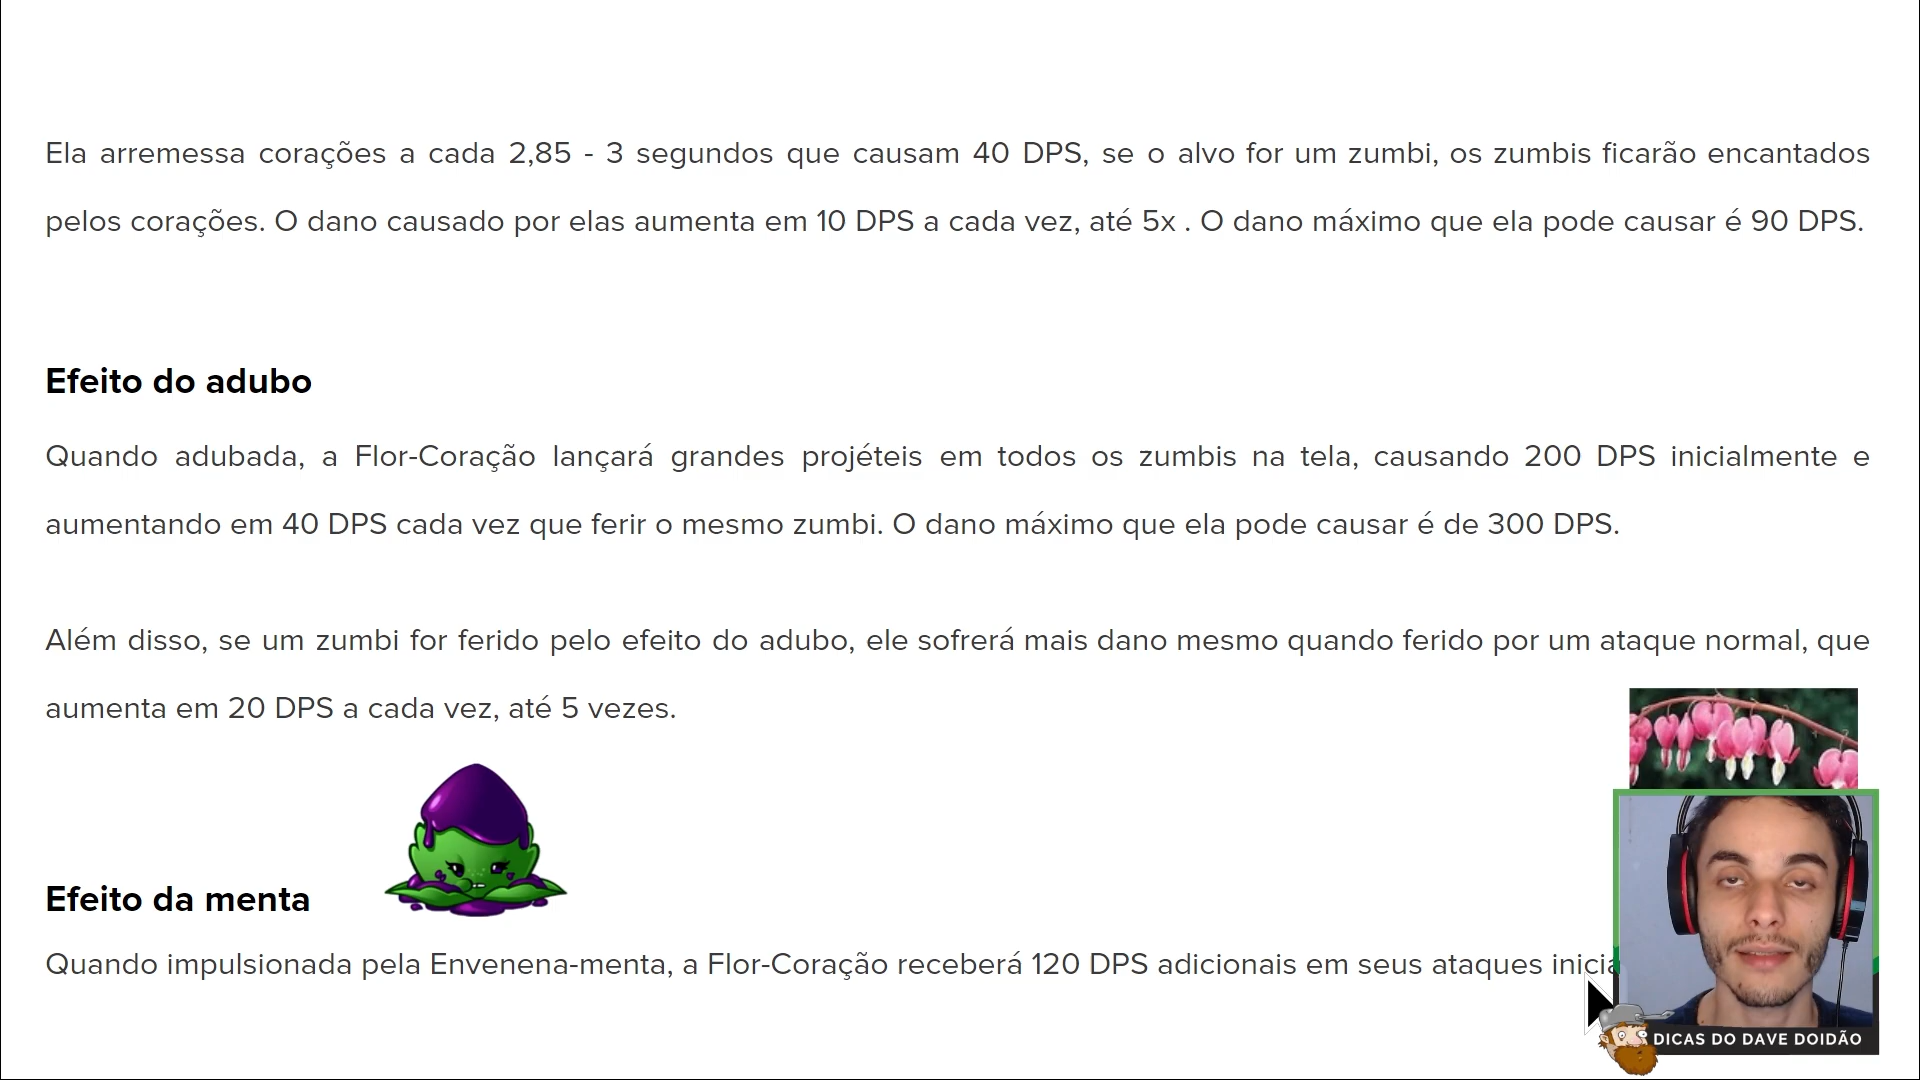 Ela arremessa corações a cada 2,85 - 3 segundos que causam 40 DPS, se o alvo for um zumbi, os zumbis ficarão encantados
pelos corações. O dano causado por elas aumenta em 10 DPS a cada vez, até 5x . O dano máximo que ela pode causar é 90 DPS.
Efeito do adubo
Quando adubada, a Flor-Coração lançará grandes projéteis em todos os zumbis na tela, causando 200 DPS inicialmente e
aumentando em 40 DPS cada vez que ferir o mesmo zumbi. O dano máximo que ela pode causar é de 300 DPS.
Além disso, se um zumbi for ferido pelo efeito do adubo, ele sofrerá mais dano mesmo quando ferido por um ataque normal, que
aumenta em 20 DPS a cada vez, até 5 vezes.
Efeito da menta
Quando impulsionada pela Envenena-menta, a Flor-Coração receberá 120 DPS adicionais em seus ataques
DICAS DO DAVE DOIDÃO